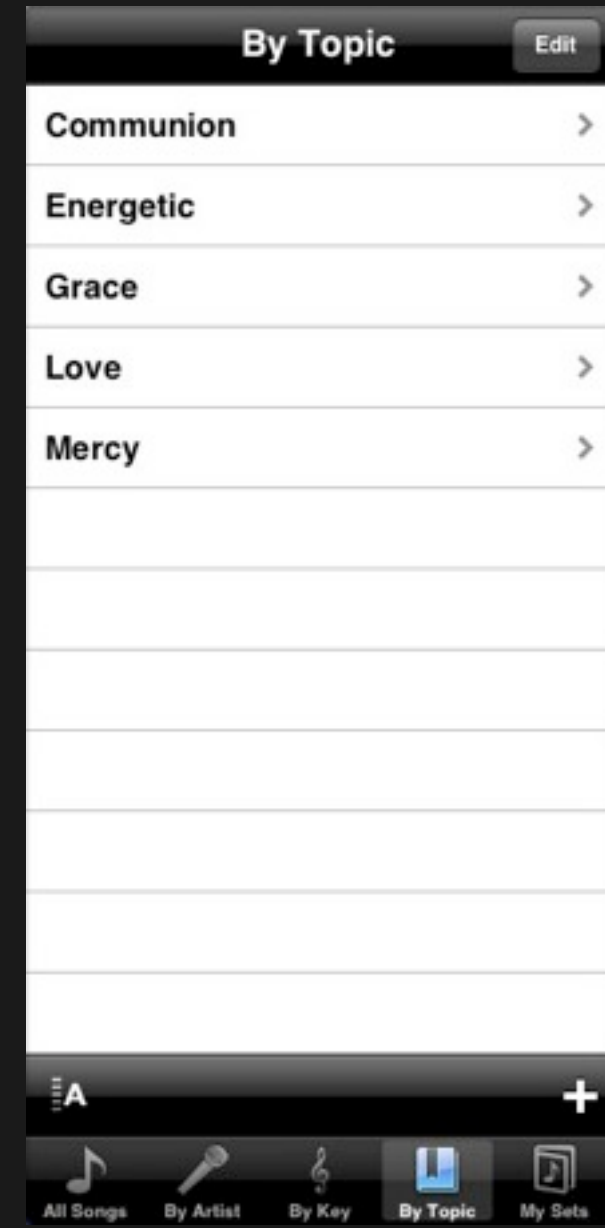 By Topic
Edit
Communion
Energetic
Grace
Love
Mercy
A
All Songs By Artist By Key By Topic My Sets